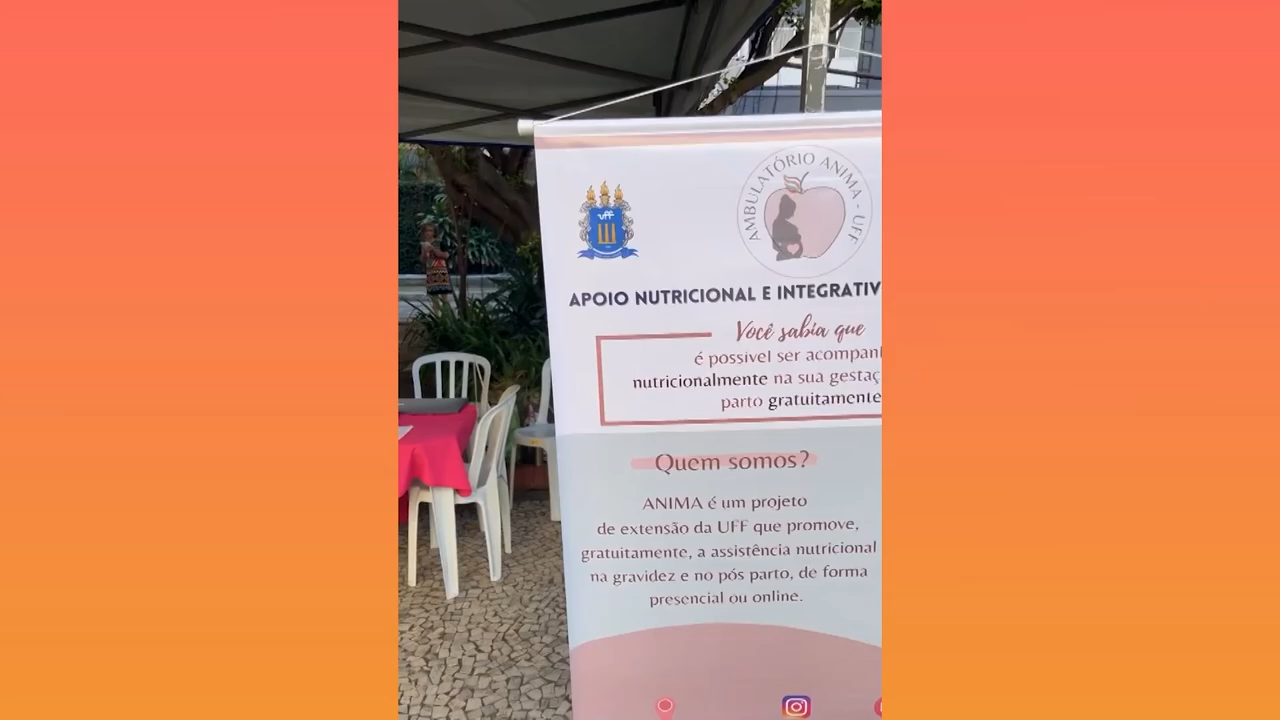 AMBULATÓRIO ANIMA - UFF
uff
APOIO NUTRICIONAL E INTEGRATIV
Você sabia que
é possível ser acompanh
nutricionalmente na sua gestaç
parto gratuitamente
Quem somos?
ANIMA é um projeto
de extensão da UFF que promove,
gratuitamente, a assistência nutricional
na gravidez e no pós parto, de forma
presencial ou online.